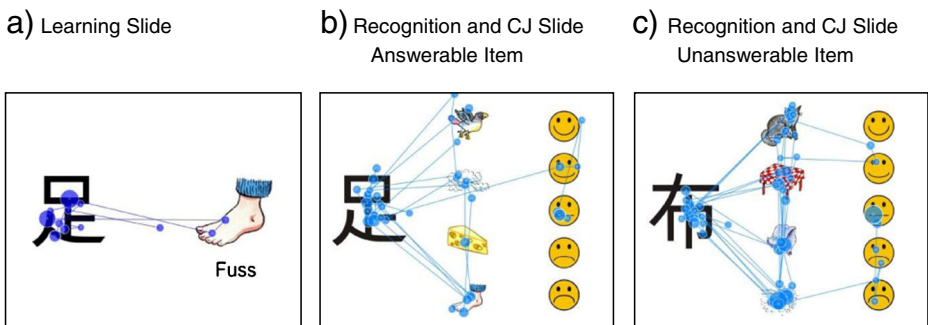 a) Learning Slide
b) Recognition and CJ Slide
Answerable Item
c) Recognition and CJ Slide
Unanswerable Item
足
Fuss
足
布